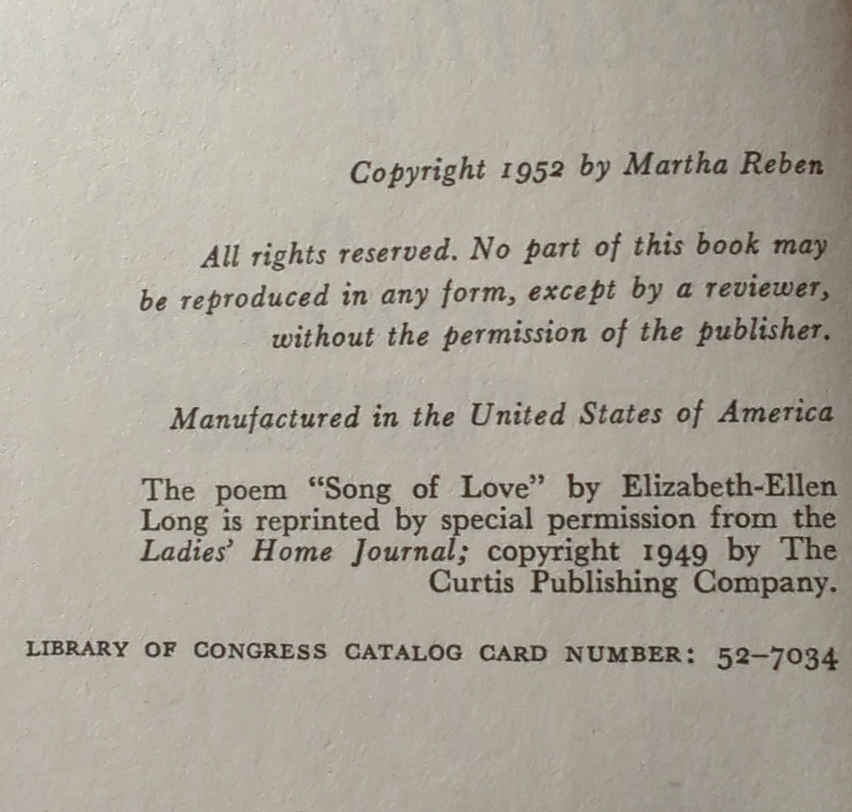 Copyright 1952 by Martha Reben
All rights reserved. No part of this book may
be reproduced in any form, except by a reviewer,
without the permission of the publisher.
Manufactured in the United States of America
The poem “Song of Love” by Elizabeth-Ellen
Long is reprinted by special permission from the
Ladies’ Home Journal; copyright 1949 by The
Curtis Publishing Company.
LIBRARY OF CONGRESS CATALOG CARD NUMBER: 52–7034